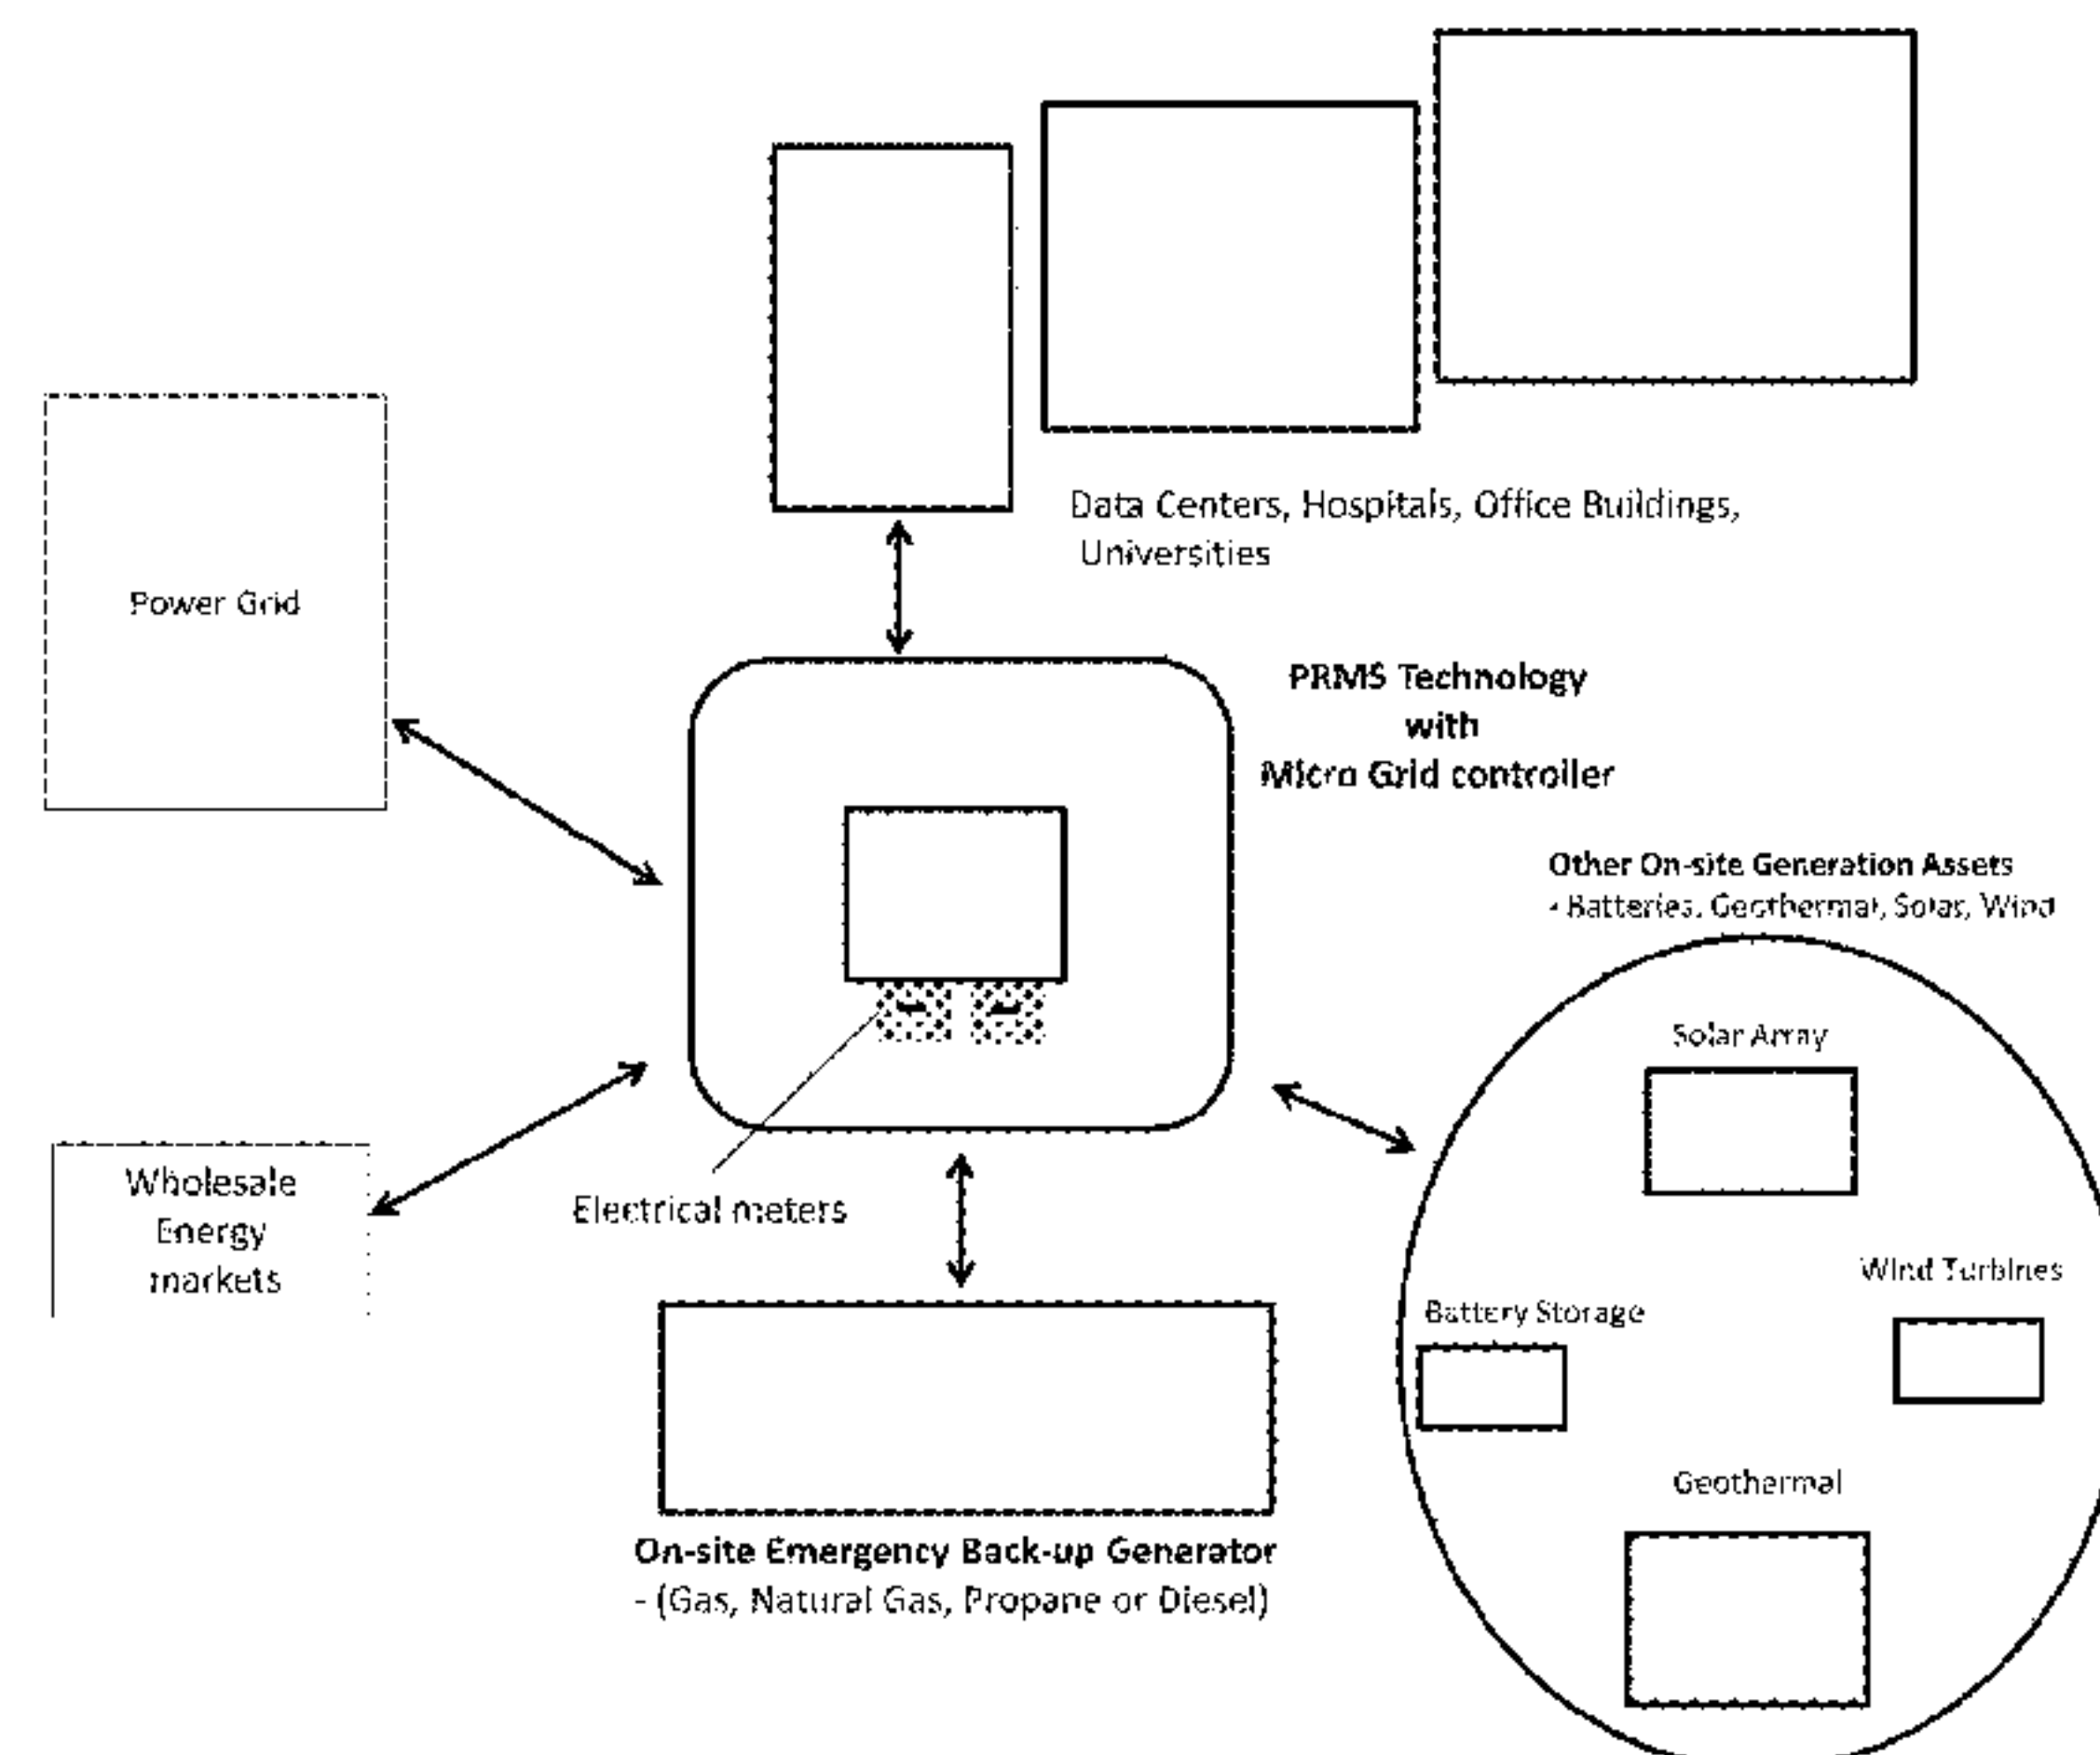 Data Centers, Hospitals, Office Buildings,
Universities
Power Grid
PRMS Technology
with
Micro Grid controller
Other On-site Generation Assets
- Batteries, Geothermal, Solar, Wind
Solar Array
Wholesale
Energy
markets
Electrical meters
Wind Turbines
Battery Storage
Geothermal
On-site Emergency Back-up Generator
- (Gas, Natural Gas, Propane or Diesel)